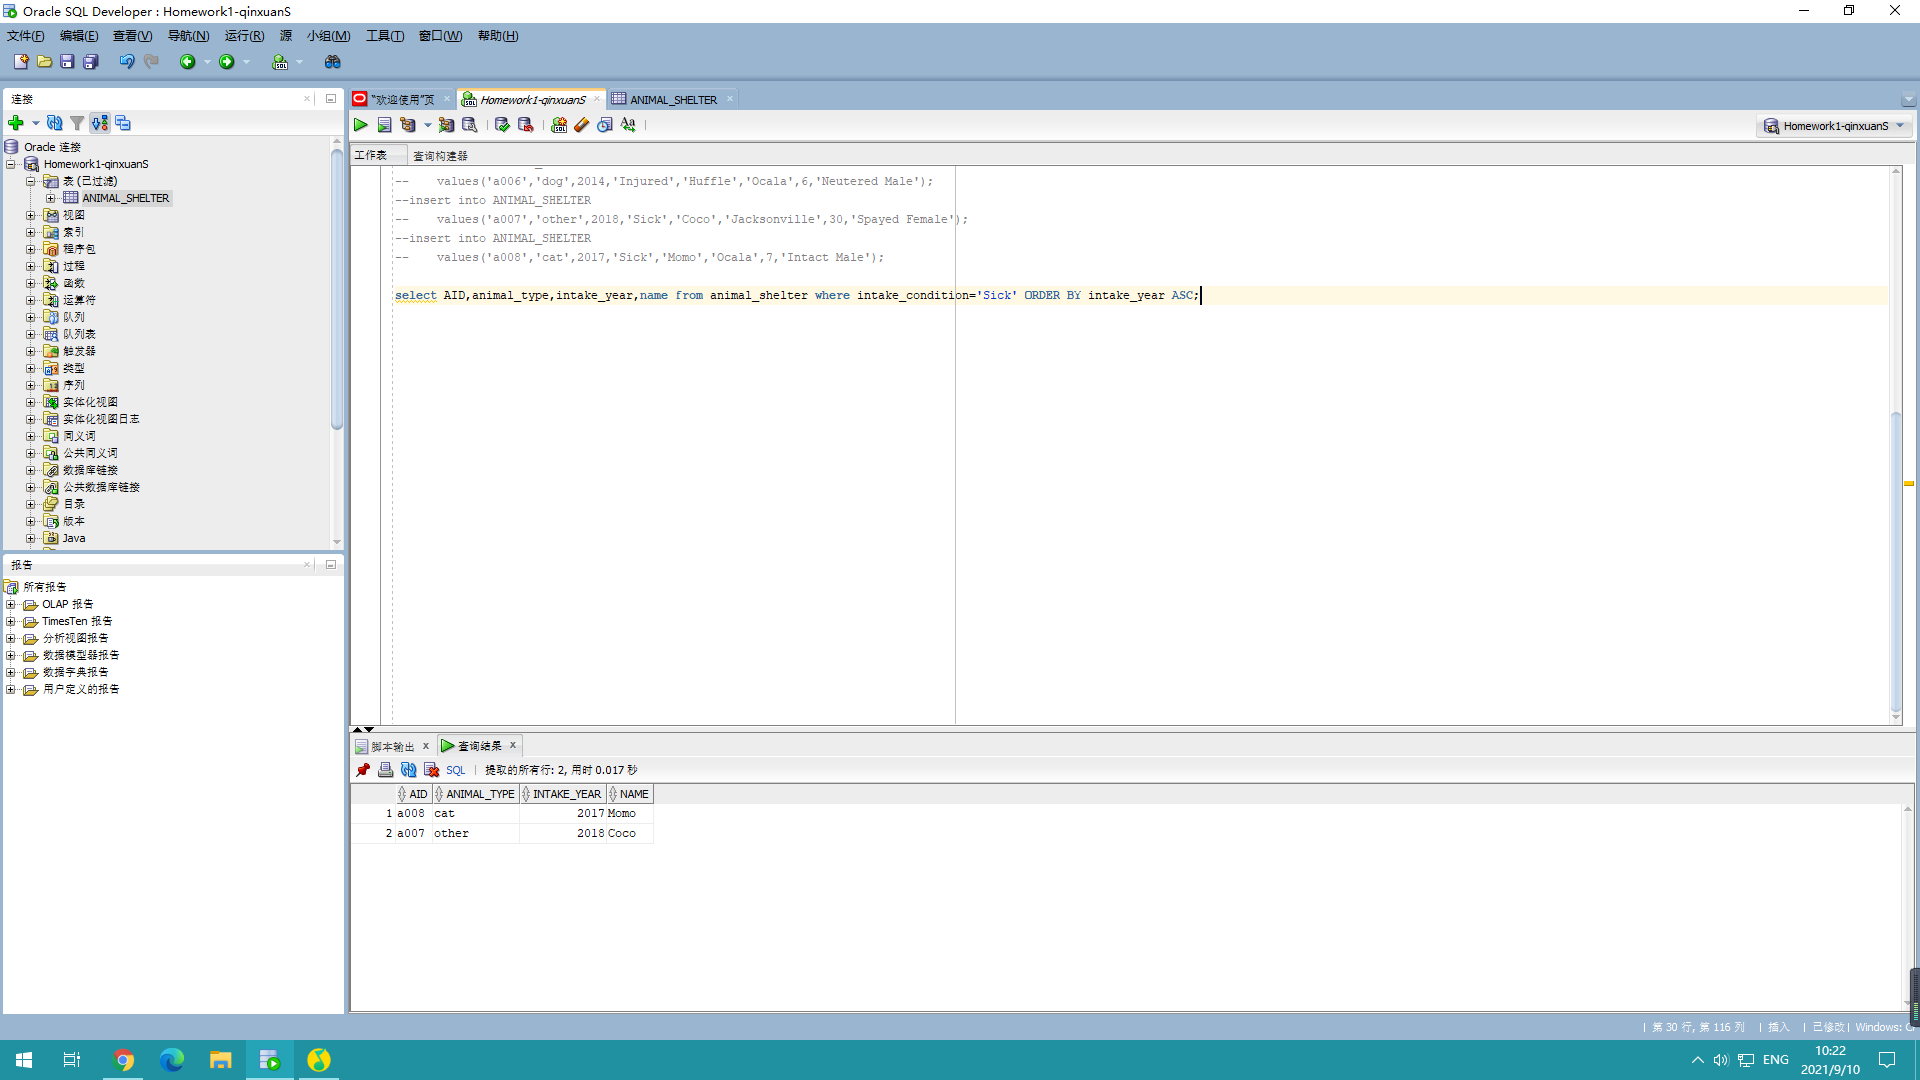 Oracle SQL Developer : Homework1-qinxuanS
文件(F) 编辑(E) 查看(V) 导航(N) 运行(R) 源 小组(M) 工具(T) 窗口(W) 帮助(H)
连接
Oracle 连接
Homework1-qinxuanS
表 (已过滤)
ANIMAL_SHELTER
视图
索引
程序包
过程
函数
运算符
队列
队列表
触发器
类型
序列
实体化视图
实体化视图日志
同义词
公共同义词
数据库链接
公共数据库链接
目录
版本
Java
报告
所有报告
OLAP 报告
TimesTen 报告
分析视图报告
数据模型器报告
数据字典报告
用户定义的报告
"欢迎使用"页 Homework1-qinxuanS ANIMAL_SHELTER
Homework1-qinxuanS
工作表 查询构建器
--    values('a006','dog',2014,'Injured','Huffle','Ocala',6,'Neutered Male');
--insert into ANIMAL_SHELTER
--    values('a007','other',2018,'Sick','Coco','Jacksonville',30,'Spayed Female');
--insert into ANIMAL_SHELTER
--    values('a008','cat',2017,'Sick','Momo','Ocala',7,'Intact Male');
select AID,animal_type,intake_year,name from animal_shelter where intake_condition='Sick' ORDER BY intake_year ASC;
脚本输出 x 查询结果 x
SQL | 提取的所有行: 2, 用时 0.017 秒
AID ANIMAL_TYPE INTAKE_YEAR NAME
1 a008 cat 2017 Momo
2 a007 other 2018 Coco
| 第 30 行, 第 116 列 | 插入 | 已修改 | Windows: C
ENG
10:22
2021/9/10